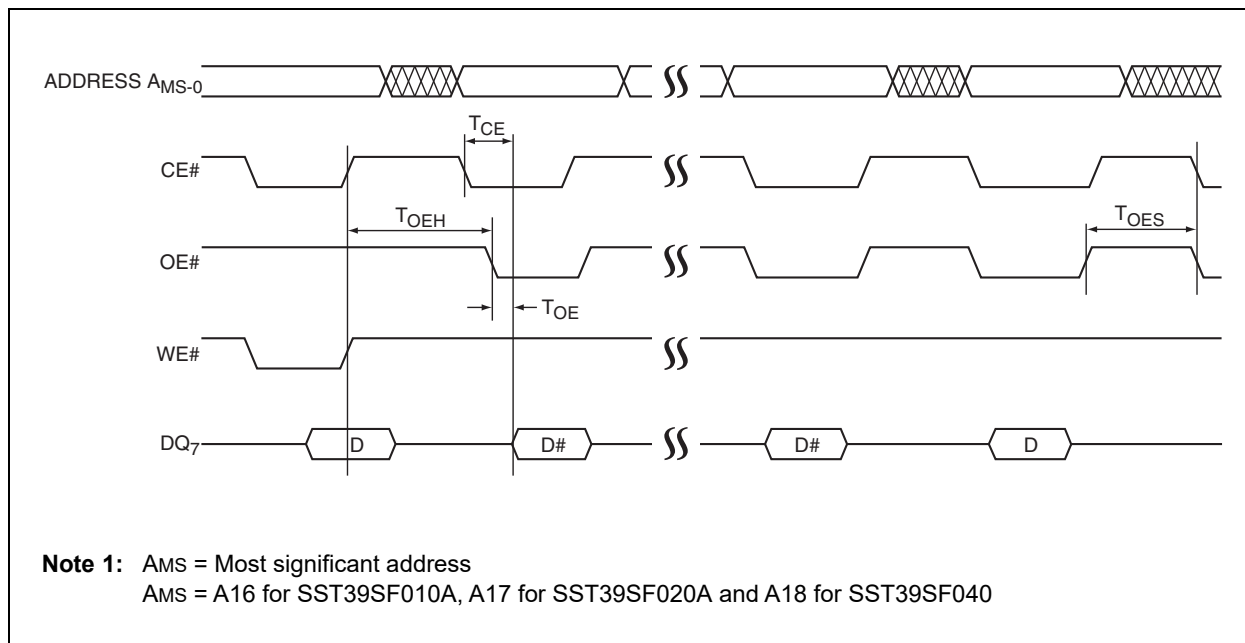 ADDRESS AMS-0
TCE
CE#
TOEH
TOES
OE#
TOE
WE#
DQ7
D
D#
D#
D
Note 1: AMS = Most significant address
AMS = A16 for SST39SF010A, A17 for SST39SF020A and A18 for SST39SF040